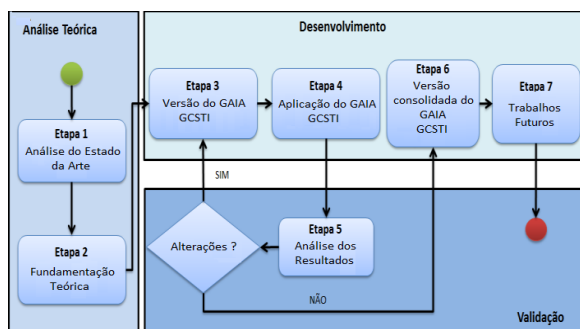 Análise Teórica
Etapa 1
Análise do Estado
da Arte
Etapa 2
Fundamentação
Teórica
Desenvolvimento
Etapa 3
Versão do GAIA
GCSTI
Etapa 4
Aplicação do GAIA
GCSTI
Etapa 6
Versão
consolidada do
GAIA
GCSTI
Etapa 7
Trabalhos
Futuros
SIM
Alterações ?
Etapa 5
Análise dos
Resultados
NÃO
Validação